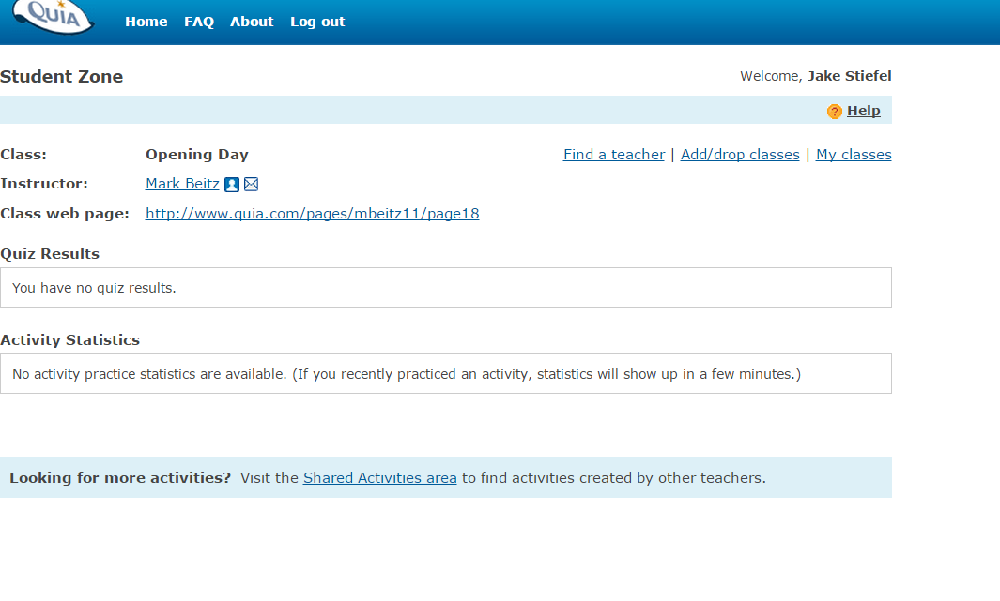 QUIA Home FAQ About Log out
Student Zone Welcome, Jake Stiefel
? Help
Class: Opening Day Find a teacher | Add/drop classes | My classes
Instructor: Mark Beitz
Class web page: http://www.quia.com/pages/mbeitz11/page18
Quiz Results
You have no quiz results.
Activity Statistics
No activity practice statistics are available. (If you recently practiced an activity, statistics will show up in a few minutes.)
Looking for more activities? Visit the Shared Activities area to find activities created by other teachers.